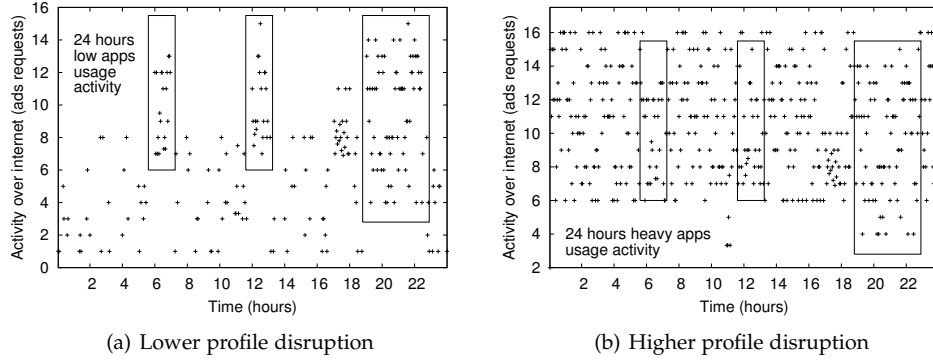 16
14
12
10
8
6
4
2
0
2 4 6 8 10 12 14 16 18 20 22
Activity over internet (ads requests)
Time (hours)
24 hours
low apps
usage
activity
(a) Lower profile disruption
16
14
12
10
8
6
4
2
2 4 6 8 10 12 14 16 18 20 22
Activity over internet (ads requests)
Time (hours)
24 hours heavy apps
usage activity
(b) Higher profile disruption